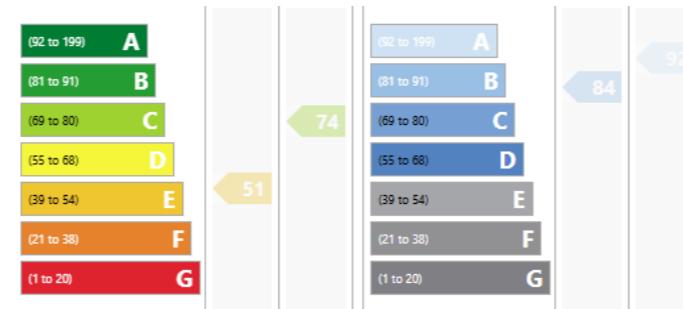 (92 to 199) A
(81 to 91) B
(69 to 80) C
(55 to 68) D
(39 to 54) E
(21 to 38) F
(1 to 20) G
51
74
(92 to 199) A
(81 to 91) B
(69 to 80) C
(55 to 68) D
(39 to 54) E
(21 to 38) F
(1 to 20) G
84
92